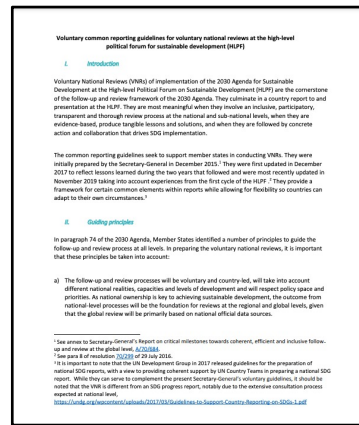 Voluntary common reporting guidelines for voluntary national reviews at the high-level
political forum for sustainable development (HLPF)
I. Introduction
Voluntary National Reviews (VNRs) of implementation of the 2030 Agenda for Sustainable
Development at the High-level Political Forum on Sustainable Development (HLPF) are the cornerstone
of the follow-up and review framework of the 2030 Agenda. They culminate in a country report to and
presentation at the HLPF. They are most meaningful when they involve an inclusive, participatory,
transparent and thorough review process at the national and sub-national levels, when they are
evidence-based, produce tangible lessons and solutions, and when they are followed by concrete
action and collaboration that drives SDG implementation.
The common reporting guidelines seek to support member states in conducting VNRs. They were
initially prepared by the Secretary-General in December 2015.¹ They were first updated in December
2017 to reflect lessons learned during the two years that followed and were most recently updated in
November 2019 taking into account experiences from the first cycle of the HLPF .² They provide a
framework for certain common elements within reports while allowing for flexibility so countries can
adapt to their own circumstances.³
II. Guiding principles
In paragraph 74 of the 2030 Agenda, Member States identified a number of principles to guide the
follow-up and review process at all levels. In preparing the voluntary national reviews, it is important
that these principles be taken into account:
a) The follow-up and review processes will be voluntary and country-led, will take into account
different national realities, capacities and levels of development and will respect policy space and
priorities. As national ownership is key to achieving sustainable development, the outcome from
national-level processes will be the foundation for reviews at the regional and global levels, given
that the global review will be primarily based on national official data sources.
¹ See annex to Secretary-General's Report on critical milestones towards coherent, efficient and inclusive follow-
up and review at the global level, A/70/684.
² See para 8 of resolution 70/299 of 29 July 2016.
³ It is important to note that the UN Development Group in 2017 released guidelines for the preparation of
national SDG reports, with a view to providing coherent support by UN Country Teams in preparing a national SDG
report. While they can serve to complement the present Secretary-General's voluntary guidelines, it should be
noted that the VNR is different from an SDG progress report, notably due to the extensive consultation process
expected at national level,
https://undg.org/wpcontent/uploads/2017/03/Guidelines-to-Support-Country-Reporting-on-SDGs-1.pdf